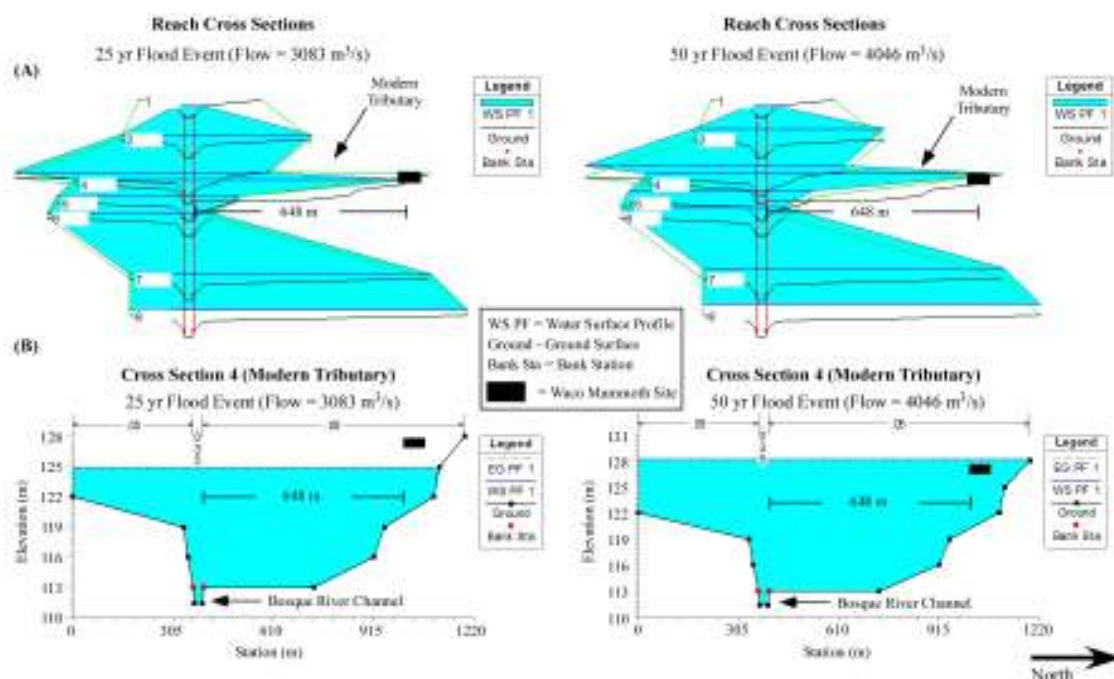 Reach Cross Sections
25 yr Flood Event (Flow = 3083 m³/s)
Reach Cross Sections
50 yr Flood Event (Flow = 4046 m³/s)
(A)
Modern
Tributary
Legend
WS PF 1
Ground
Bank Sta
648 m
7
Modern
Tributary
Legend
WS PF 1
Ground
Bank Sta
648 m
7
WS PF = Water Surface Profile
Ground - Ground Surface
Bank Sta = Bank Station
= Waco Mammoth Site
(B)
Cross Section 4 (Modern Tributary)
25 yr Flood Event (Flow = 3083 m³/s)
Legend
EG PF 1
WS PF 1
Ground
Bank Sta
Elevation (m)
128
125
122
119
116
113
110
648 m
Bosque River Channel
0 305 610 915 1220
Station (m)
Cross Section 4 (Modern Tributary)
50 yr Flood Event (Flow = 4046 m³/s)
Legend
EG PF 1
WS PF 1
Ground
Bank Sta
Elevation (m)
131
128
125
122
119
116
113
110
648 m
Bosque River Channel
0 305 610 915 1220
Station (m)
North